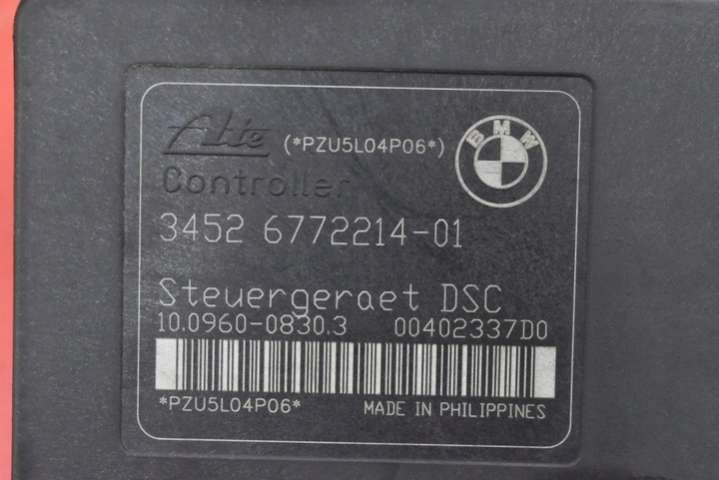 Ate (*PZU5L04P06*) BMW
Controller
3452 6772214-01
Steuergeraet DSC
10.0960-0830.3 00402337D0
*PZU5L04P06* MADE IN PHILIPPINES